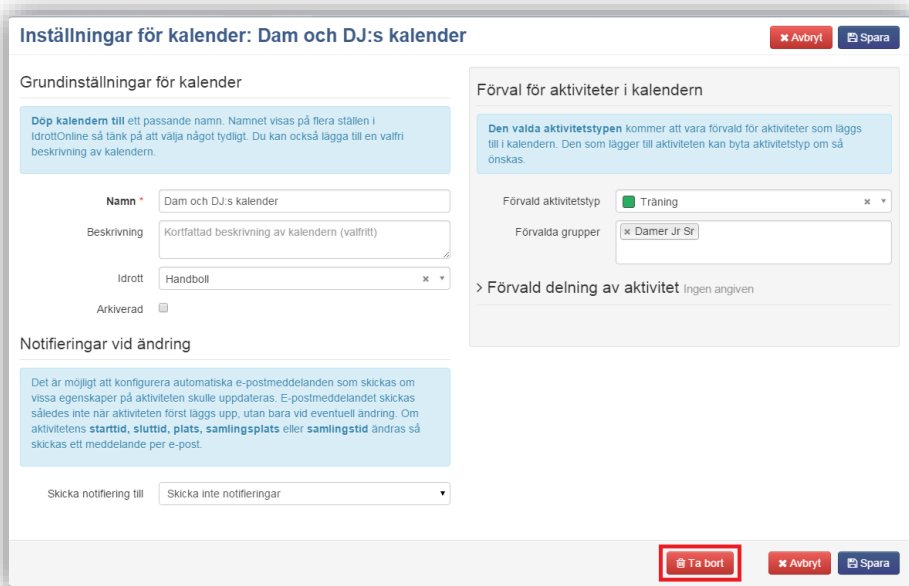 Inställningar för kalender: Dam och DJ:s kalender
Avbryt
Spara
Grundinställningar för kalender
Döp kalendern till ett passande namn. Namnet visas på flera ställen i
IdrottOnline så tänk på att välja något tydligt. Du kan också lägga till en valfri
beskrivning av kalendern.
Namn *
Dam och DJ:s kalender
Beskrivning
Kortfattad beskrivning av kalendern (valfritt)
Idrott
Handboll
Arkiverad
Notifieringar vid ändring
Det är möjligt att konfigurera automatiska e-postmeddelanden som skickas om
vissa egenskaper på aktiviteten skulle uppdateras. E-postmeddelandet skickas
således inte när aktiviteten först läggs upp, utan bara vid eventuell ändring. Om
aktivitetens starttid, sluttid, plats, samlingsplats eller samlingstid ändras så
skickas ett meddelande per e-post.
Skicka notifiering till
Skicka inte notifieringar
Förval för aktiviteter i kalendern
Den valda aktivitetstypen kommer att vara förvald för aktiviteter som läggs
till i kalendern. Den som lägger till aktiviteten kan byta aktivitetstyp om så
önskas.
Förvald aktivitetstyp
Träning
Förvalda grupper
Damer Jr Sr
Förvald delning av aktivitet Ingen angiven
Ta bort
Avbryt
Spara